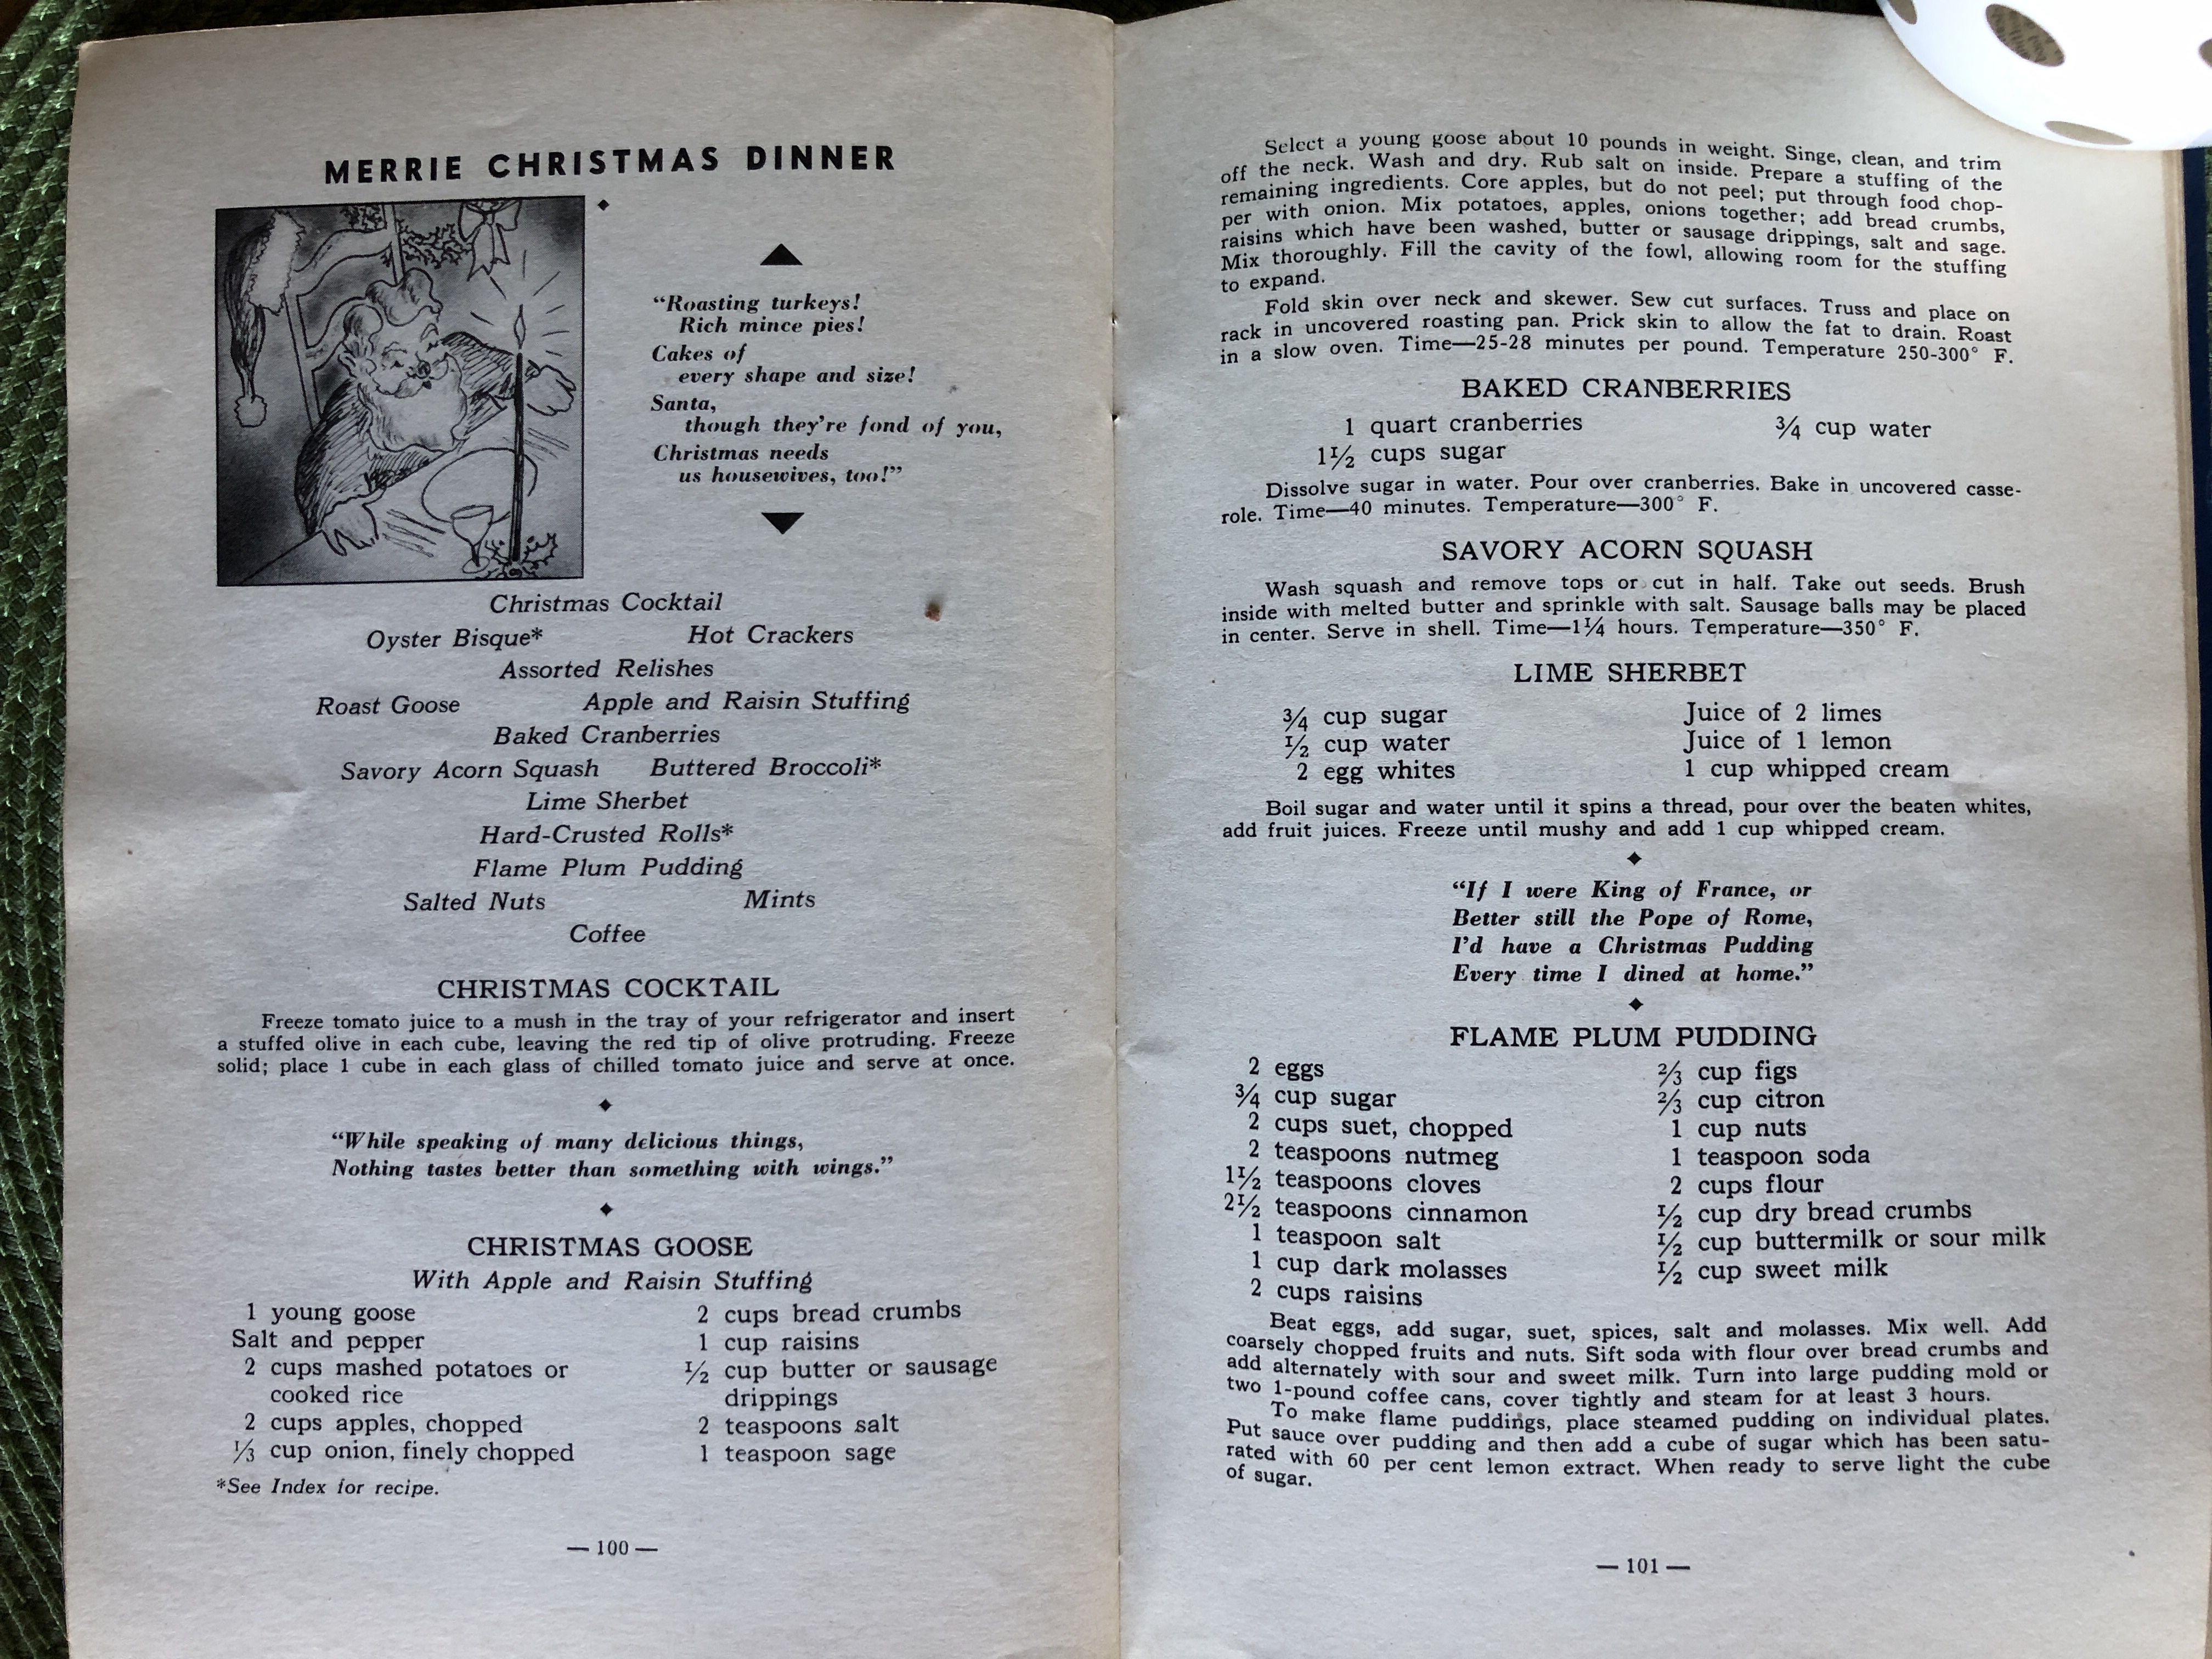 MERRIE CHRISTMAS DINNER
“Roasting turkeys!
Rich mince pies!
Cakes of
every shape and size!
Santa,
though they’re fond of you,
Christmas needs
us housewives, too!”
Christmas Cocktail
Oyster Bisque* Hot Crackers
Assorted Relishes
Roast Goose Apple and Raisin Stuffing
Baked Cranberries
Savory Acorn Squash Buttered Broccoli*
Lime Sherbet
Hard-Crusted Rolls*
Flame Plum Pudding
Salted Nuts Mints
Coffee
CHRISTMAS COCKTAIL
Freeze tomato juice to a mush in the tray of your refrigerator and insert
a stuffed olive in each cube, leaving the red tip of olive protruding. Freeze
solid; place 1 cube in each glass of chilled tomato juice and serve at once.
“While speaking of many delicious things,
Nothing tastes better than something with wings.”
CHRISTMAS GOOSE
With Apple and Raisin Stuffing
1 young goose
Salt and pepper
2 cups mashed potatoes or
cooked rice
2 cups apples, chopped
⅓ cup onion, finely chopped
2 cups bread crumbs
1 cup raisins
½ cup butter or sausage
drippings
2 teaspoons salt
1 teaspoon sage
*See Index for recipe.
— 100 —
Select a young goose about 10 pounds in weight. Singe, clean, and trim
off the neck. Wash and dry. Rub salt on inside. Prepare a stuffing of the
remaining ingredients. Core apples, but do not peel; put through food chop-
per with onion. Mix potatoes, apples, onions together; add bread crumbs,
raisins which have been washed, butter or sausage drippings, salt and sage.
Mix thoroughly. Fill the cavity of the fowl, allowing room for the stuffing
to expand.
Fold skin over neck and skewer. Sew cut surfaces. Truss and place on
rack in uncovered roasting pan. Prick skin to allow the fat to drain. Roast
in a slow oven. Time—25-28 minutes per pound. Temperature 250-300° F.
BAKED CRANBERRIES
1 quart cranberries
1½ cups sugar
¾ cup water
Dissolve sugar in water. Pour over cranberries. Bake in uncovered casse-
role. Time—40 minutes. Temperature—300° F.
SAVORY ACORN SQUASH
Wash squash and remove tops or cut in half. Take out seeds. Brush
inside with melted butter and sprinkle with salt. Sausage balls may be placed
in center. Serve in shell. Time—1¼ hours. Temperature—350° F.
LIME SHERBET
¾ cup sugar
½ cup water
2 egg whites
Juice of 2 limes
Juice of 1 lemon
1 cup whipped cream
Boil sugar and water until it spins a thread, pour over the beaten whites,
add fruit juices. Freeze until mushy and add 1 cup whipped cream.
“If I were King of France, or
Better still the Pope of Rome,
I’d have a Christmas Pudding
Every time I dined at home.”
FLAME PLUM PUDDING
2 eggs
¾ cup sugar
2 cups suet, chopped
2 teaspoons nutmeg
1½ teaspoons cloves
2½ teaspoons cinnamon
1 teaspoon salt
1 cup dark molasses
2 cups raisins
⅔ cup figs
⅔ cup citron
1 cup nuts
1 teaspoon soda
2 cups flour
½ cup dry bread crumbs
½ cup buttermilk or sour milk
½ cup sweet milk
Beat eggs, add sugar, suet, spices, salt and molasses. Mix well. Add
coarsely chopped fruits and nuts. Sift soda with flour over bread crumbs and
add alternately with sour and sweet milk. Turn into large pudding mold or
two 1-pound coffee cans, cover tightly and steam for at least 3 hours.
To make flame puddings, place steamed pudding on individual plates.
Put sauce over pudding and then add a cube of sugar which has been satu-
rated with 60 per cent lemon extract. When ready to serve light the cube
of sugar.
— 101 —